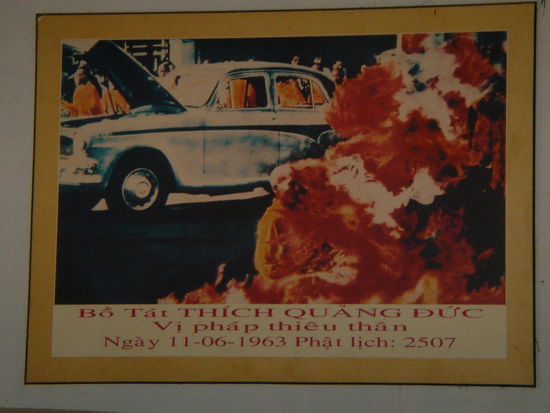 Bồ Tát THÍCH QUẢNG ĐỨC
Vị pháp thiêu thân
Ngày 11-06-1963 Phật lịch: 2507